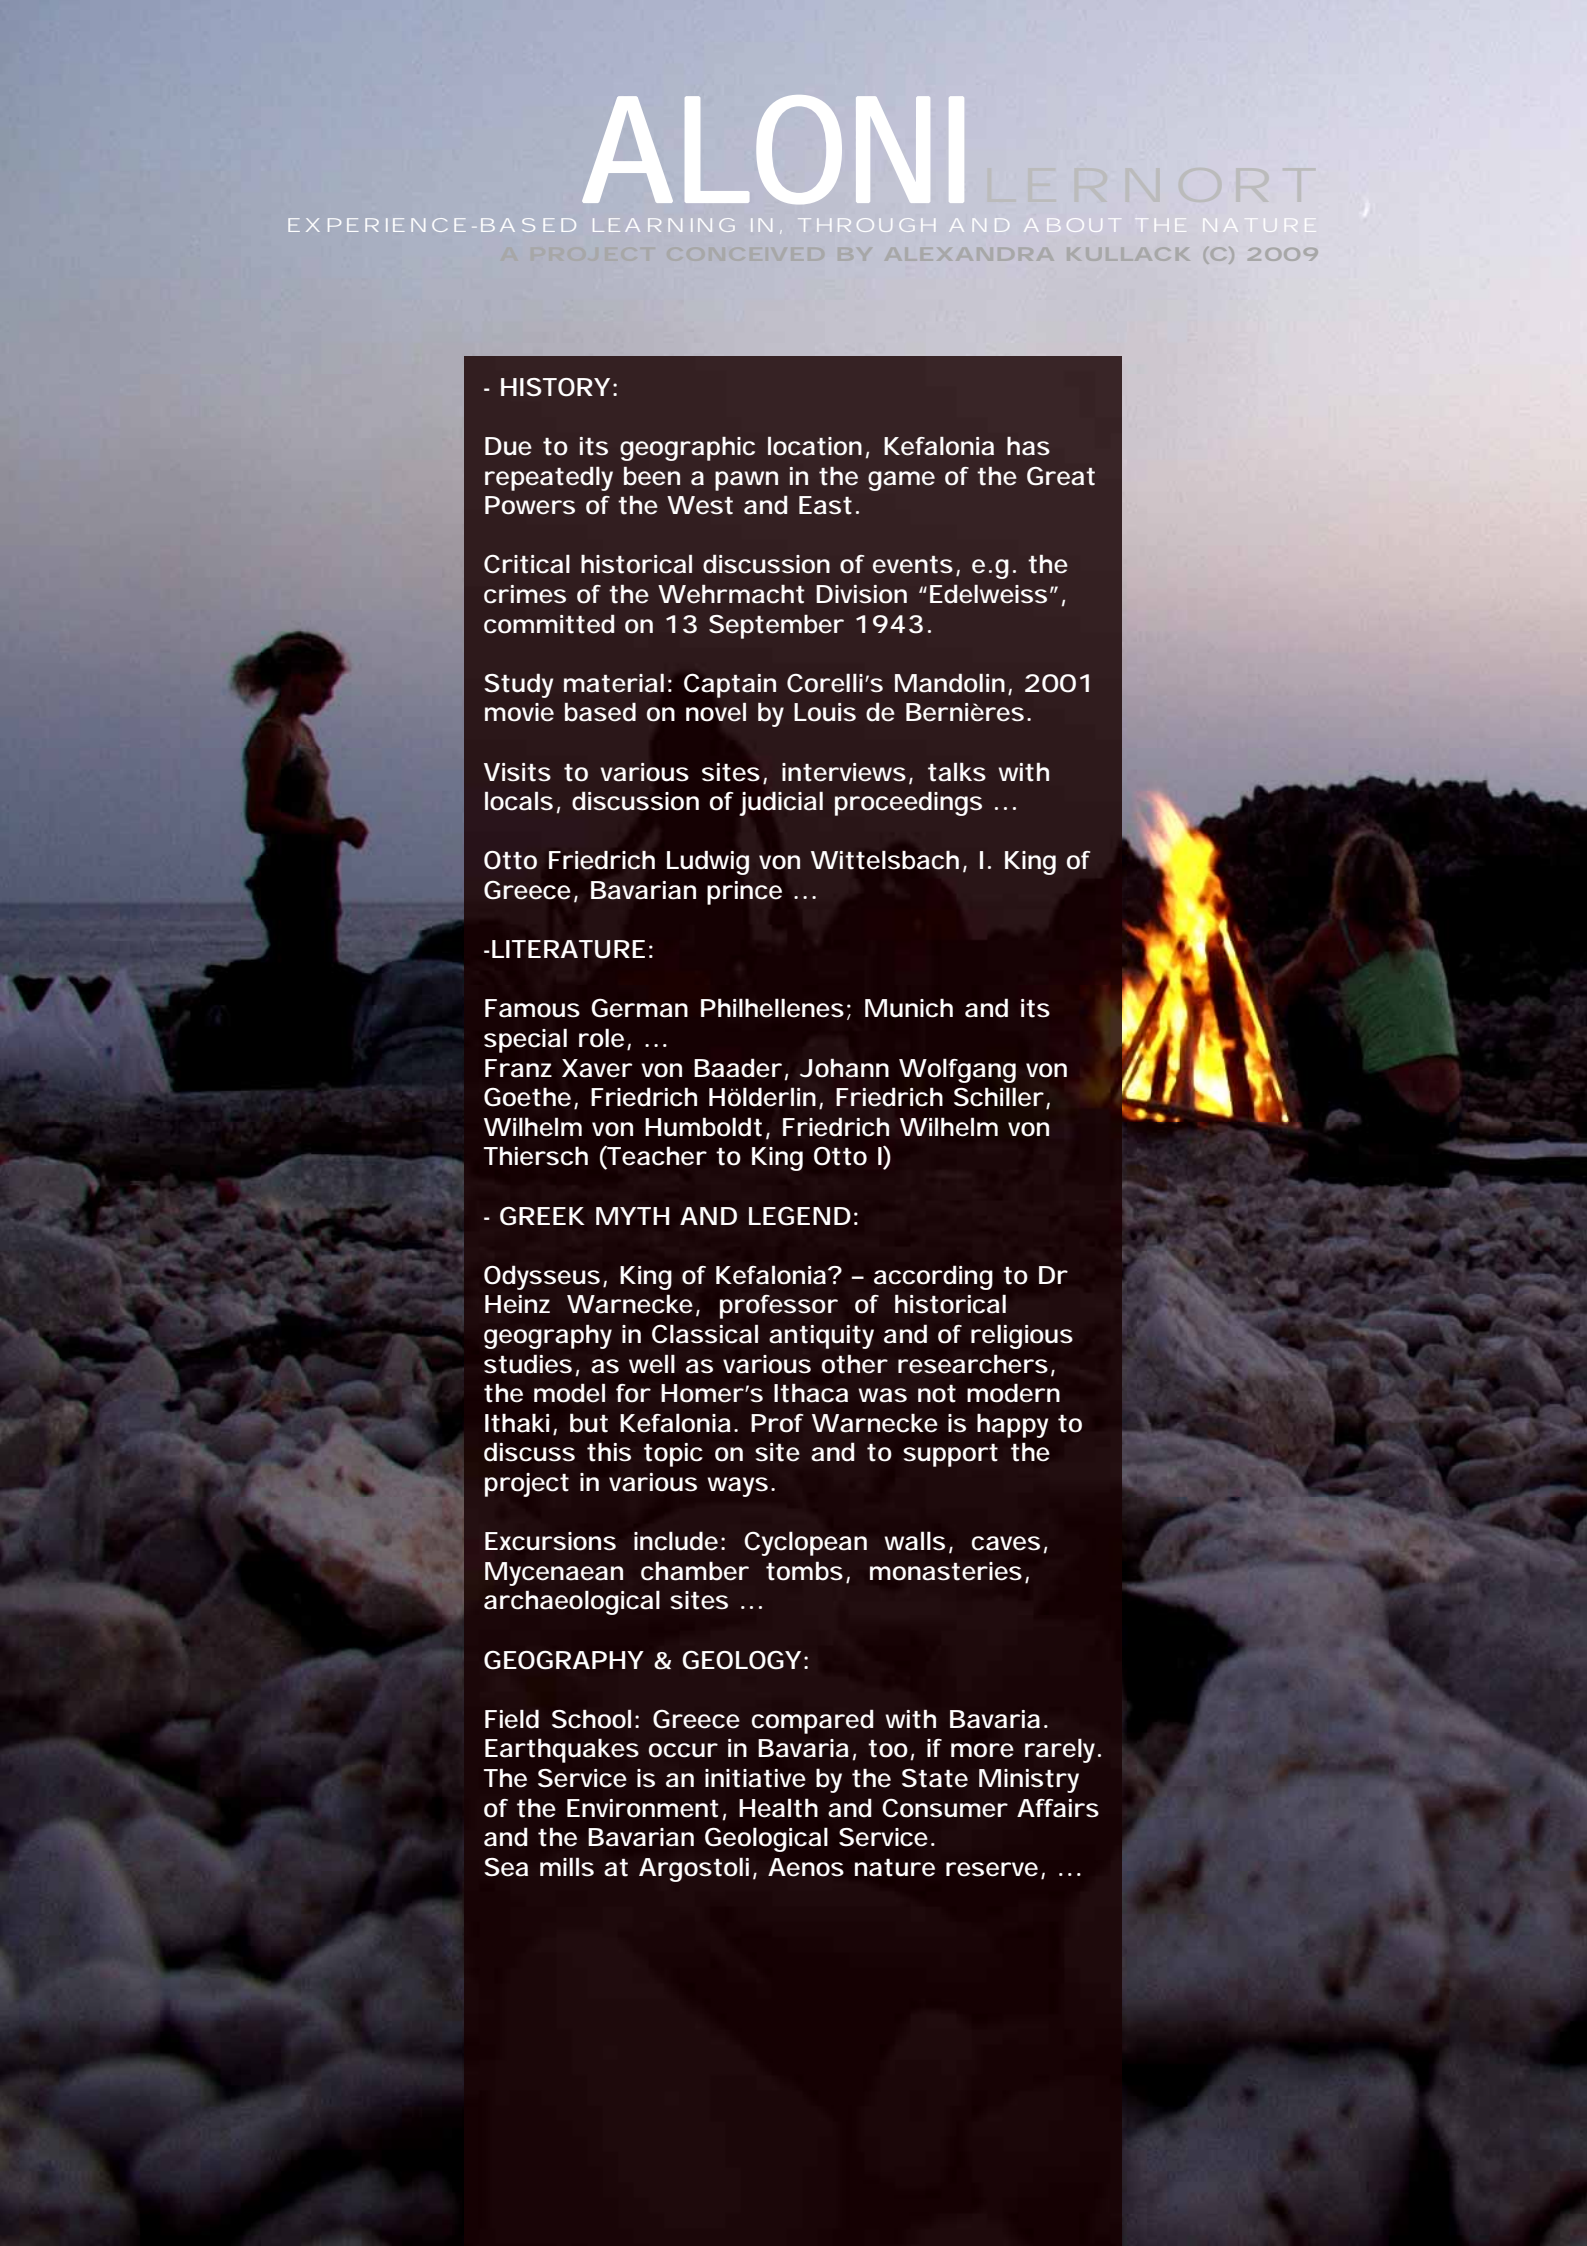 ALONI LERNORT
EXPERIENCE-BASED LEARNING IN, THROUGH AND ABOUT THE NATURE
A PROJECT CONCEIVED BY ALEXANDRA KULLACK (C) 2009
- HISTORY:
Due to its geographic location, Kefalonia has
repeatedly been a pawn in the game of the Great
Powers of the West and East.
Critical historical discussion of events, e.g. the
crimes of the Wehrmacht Division “Edelweiss”,
committed on 13 September 1943.
Study material: Captain Corelli’s Mandolin, 2001
movie based on novel by Louis de Bernières.
Visits to various sites, interviews, talks with
locals, discussion of judicial proceedings …
Otto Friedrich Ludwig von Wittelsbach, I. King of
Greece, Bavarian prince …
-LITERATURE:
Famous German Philhellenes; Munich and its
special role, …
Franz Xaver von Baader, Johann Wolfgang von
Goethe, Friedrich Hölderlin, Friedrich Schiller,
Wilhelm von Humboldt, Friedrich Wilhelm von
Thiersch (Teacher to King Otto I)
- GREEK MYTH AND LEGEND:
Odysseus, King of Kefalonia? – according to Dr
Heinz Warnecke, professor of historical
geography in Classical antiquity and of religious
studies, as well as various other researchers,
the model for Homer’s Ithaca was not modern
Ithaki, but Kefalonia. Prof Warnecke is happy to
discuss this topic on site and to support the
project in various ways.
Excursions include: Cyclopean walls, caves,
Mycenaean chamber tombs, monasteries,
archaeological sites …
GEOGRAPHY & GEOLOGY:
Field School: Greece compared with Bavaria.
Earthquakes occur in Bavaria, too, if more rarely.
The Service is an initiative by the State Ministry
of the Environment, Health and Consumer Affairs
and the Bavarian Geological Service.
Sea mills at Argostoli, Aenos nature reserve, …